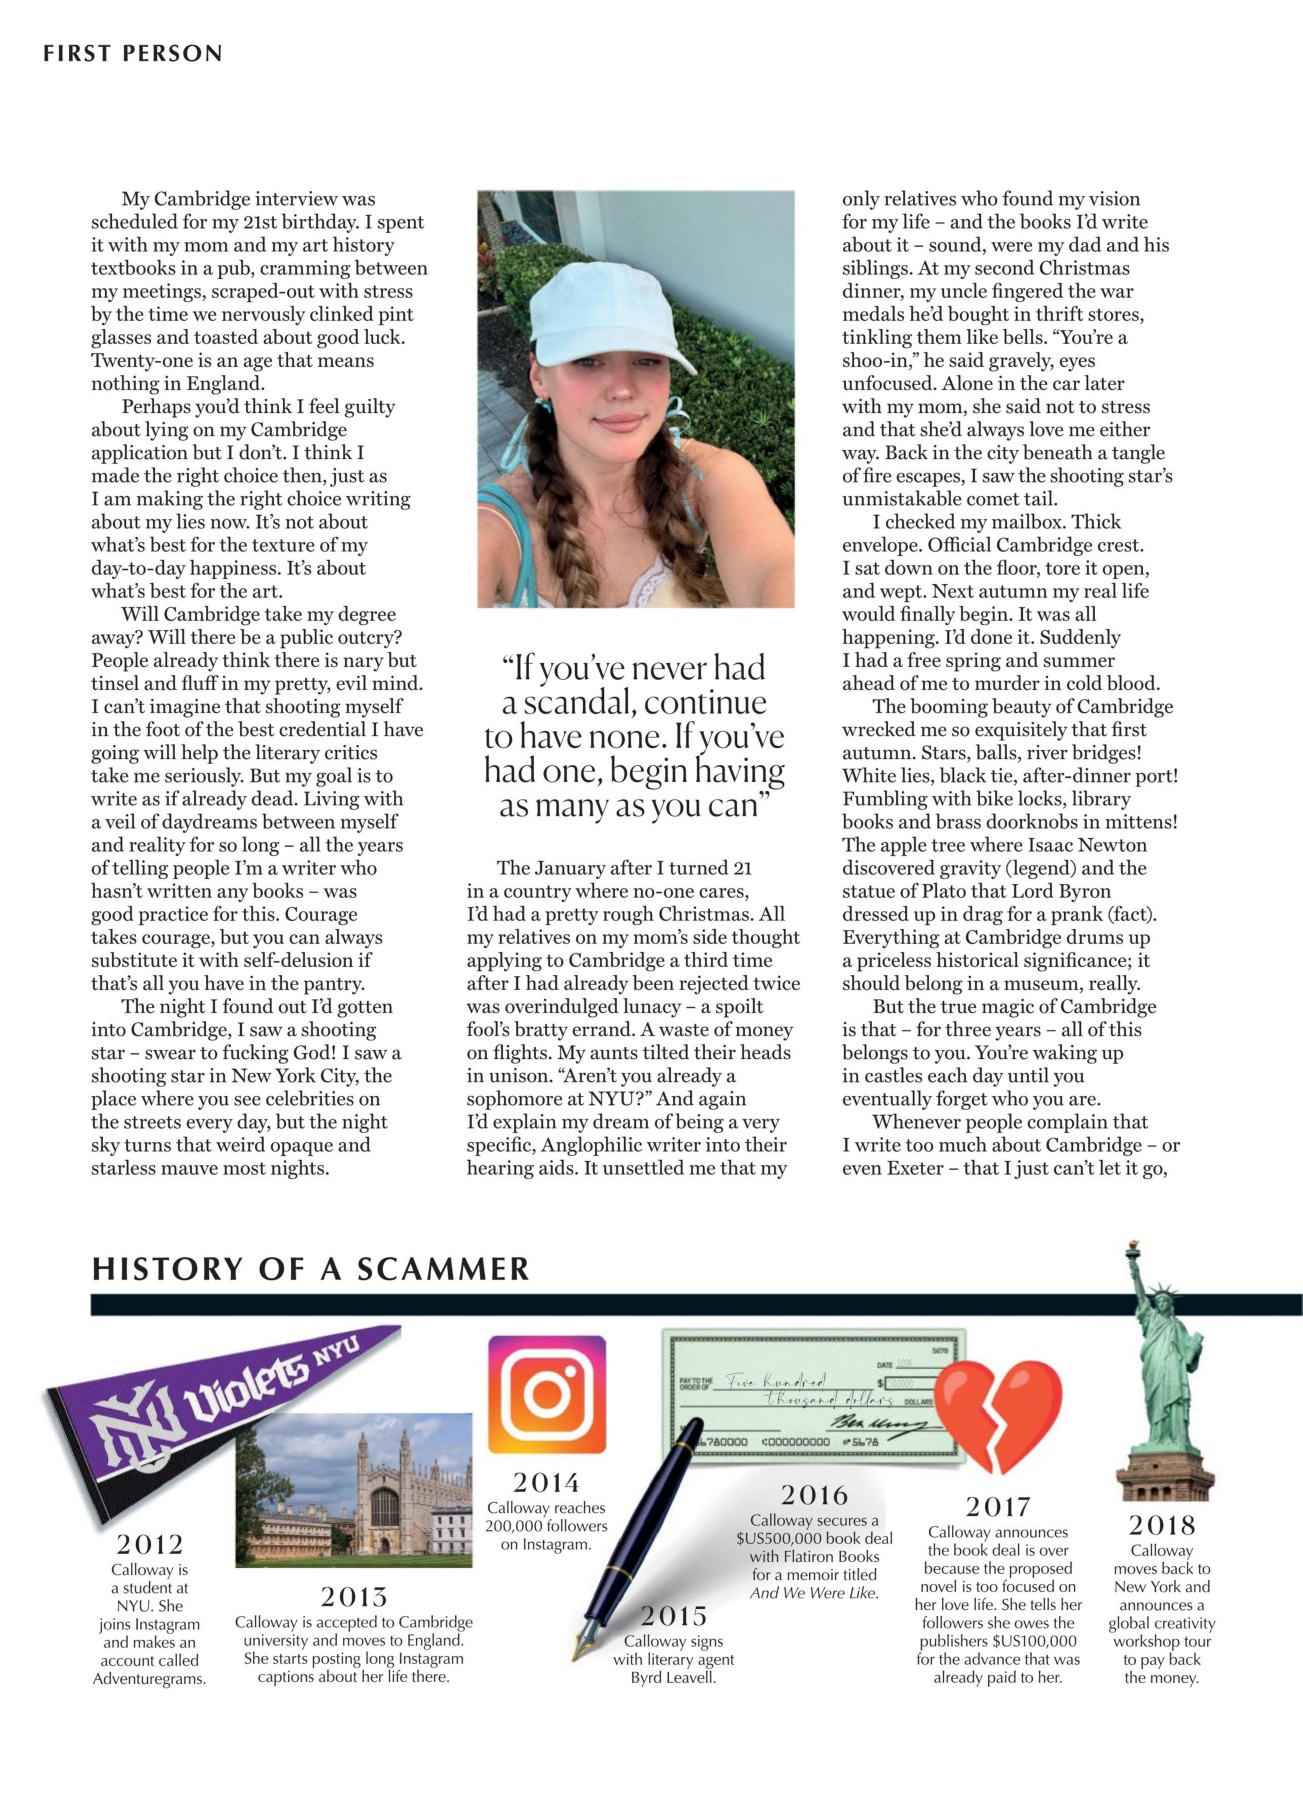 FIRST PERSON
My Cambridge interview was
scheduled for my 21st birthday. I spent
it with my mom and my art history
textbooks in a pub, cramming between
my meetings, scraped-out with stress
by the time we nervously clinked pint
glasses and toasted about good luck.
Twenty-one is an age that means
nothing in England.
Perhaps you’d think I feel guilty
about lying on my Cambridge
application but I don’t. I think I
made the right choice then, just as
I am making the right choice writing
about my lies now. It’s not about
what’s best for the texture of my
day-to-day happiness. It’s about
what’s best for the art.
Will Cambridge take my degree
away? Will there be a public outcry?
People already think there is nary but
tinsel and fluff in my pretty, evil mind.
I can’t imagine that shooting myself
in the foot of the best credential I have
going will help the literary critics
take me seriously. But my goal is to
write as if already dead. Living with
a veil of daydreams between myself
and reality for so long – all the years
of telling people I’m a writer who
hasn’t written any books – was
good practice for this. Courage
takes courage, but you can always
substitute it with self-delusion if
that’s all you have in the pantry.
The night I found out I’d gotten
into Cambridge, I saw a shooting
star – swear to fucking God! I saw a
shooting star in New York City, the
place where you see celebrities on
the streets every day, but the night
sky turns that weird opaque and
starless mauve most nights.
“If you’ve never had
a scandal, continue
to have none. If you’ve
had one, begin having
as many as you can”
The January after I turned 21
in a country where no-one cares,
I’d had a pretty rough Christmas. All
my relatives on my mom’s side thought
applying to Cambridge a third time
after I had already been rejected twice
was overindulged lunacy – a spoilt
fool’s bratty errand. A waste of money
on flights. My aunts tilted their heads
in unison. “Aren’t you already a
sophomore at NYU?” And again
I’d explain my dream of being a very
specific, Anglophilic writer into their
hearing aids. It unsettled me that my
only relatives who found my vision
for my life – and the books I’d write
about it – sound, were my dad and his
siblings. At my second Christmas
dinner, my uncle fingered the war
medals he’d bought in thrift stores,
tinkling them like bells. “You’re a
shoo-in,” he said gravely, eyes
unfocused. Alone in the car later
with my mom, she said not to stress
and that she’d always love me either
way. Back in the city beneath a tangle
of fire escapes, I saw the shooting star’s
unmistakable comet tail.
I checked my mailbox. Thick
envelope. Official Cambridge crest.
I sat down on the floor, tore it open,
and wept. Next autumn my real life
would finally begin. It was all
happening. I’d done it. Suddenly
I had a free spring and summer
ahead of me to murder in cold blood.
The booming beauty of Cambridge
wrecked me so exquisitely that first
autumn. Stars, balls, river bridges!
White lies, black tie, after-dinner port!
Fumbling with bike locks, library
books and brass doorknobs in mittens!
The apple tree where Isaac Newton
discovered gravity (legend) and the
statue of Plato that Lord Byron
dressed up in drag for a prank (fact).
Everything at Cambridge drums up
a priceless historical significance; it
should belong in a museum, really.
But the true magic of Cambridge
is that – for three years – all of this
belongs to you. You’re waking up
in castles each day until you
eventually forget who you are.
Whenever people complain that
I write too much about Cambridge – or
even Exeter – that I just can’t let it go,
HISTORY OF A SCAMMER
NYU Violets NYU
2012
Calloway is
a student at
NYU. She
joins Instagram
and makes an
account called
Adventuregrams.
2013
Calloway is accepted to Cambridge
university and moves to England.
She starts posting long Instagram
captions about her life there.
2014
Calloway reaches
200,000 followers
on Instagram.
2015
Calloway signs
with literary agent
Byrd Leavell.
5678
DATE 2016
PAY TO THE
ORDER OF Five hundred
$ 500000
thousand dollars DOLLARS
6780000 000000000 5678
2016
Calloway secures a
$US500,000 book deal
with Flatiron Books
for a memoir titled
And We Were Like.
2017
Calloway announces
the book deal is over
because the proposed
novel is too focused on
her love life. She tells her
followers she owes the
publishers $US100,000
for the advance that was
already paid to her.
2018
Calloway
moves back to
New York and
announces a
global creativity
workshop tour
to pay back
the money.